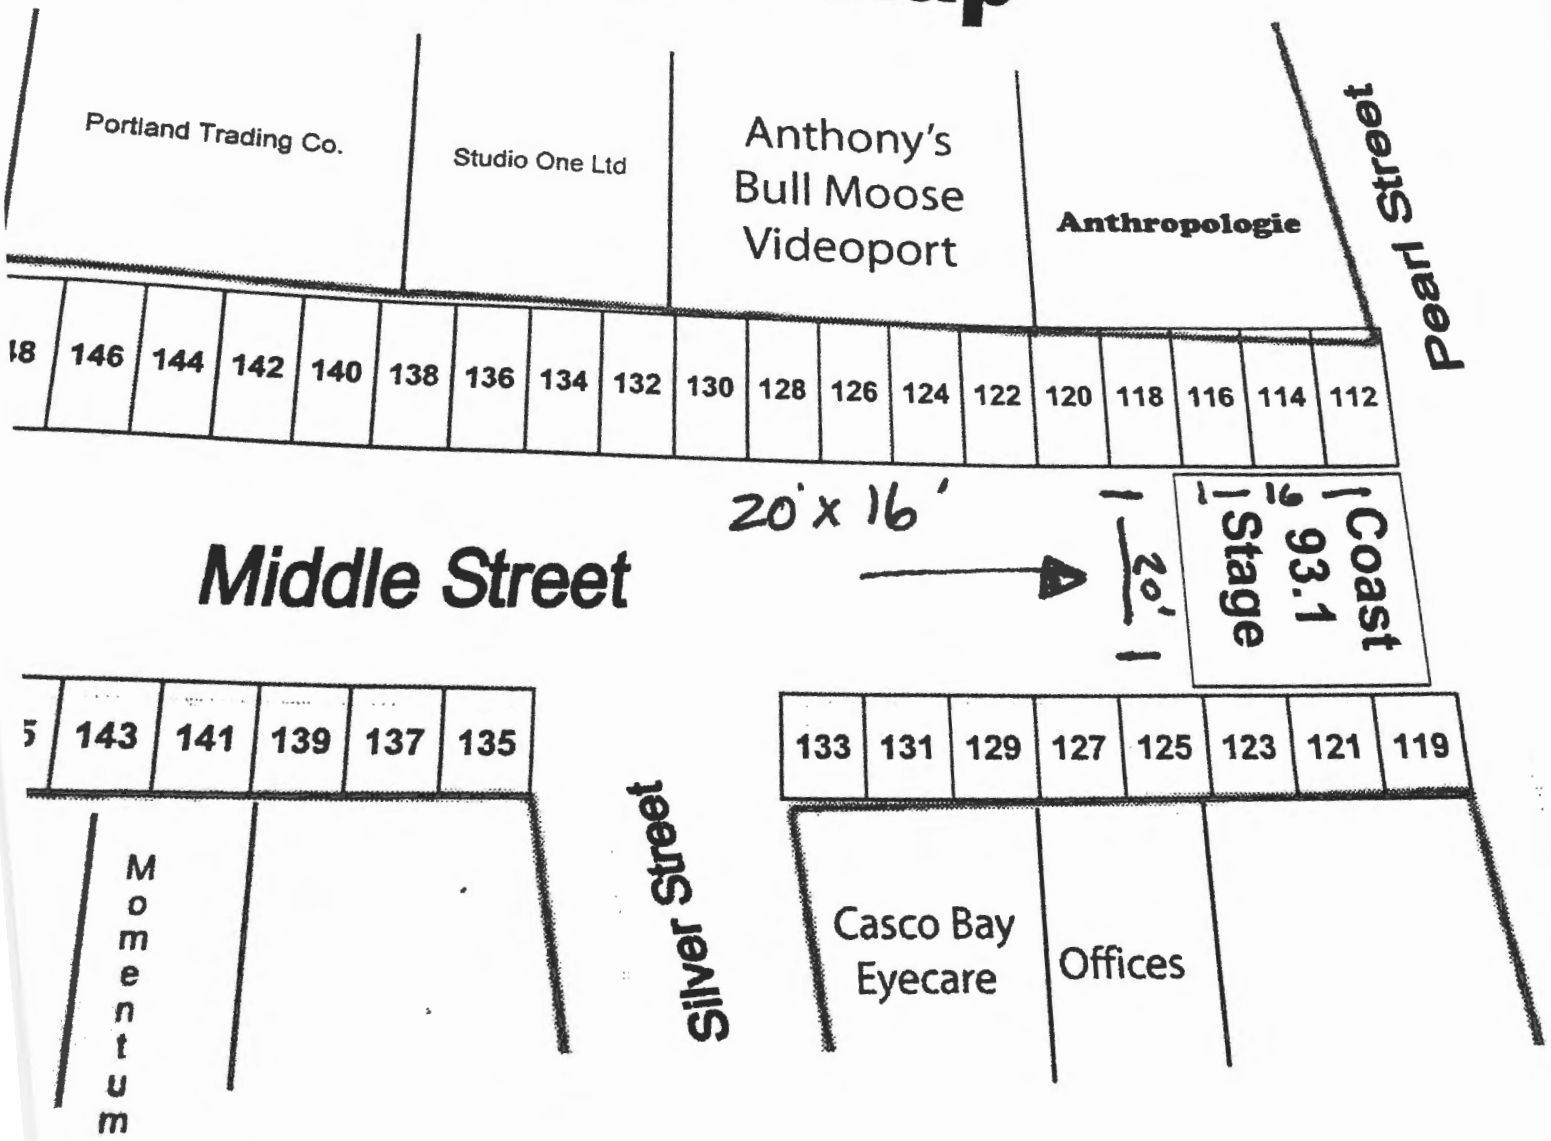 Portland Trading Co.
Studio One Ltd
Anthony's
Bull Moose
Videoport
Anthropologie
Pearl Street
146 144 142 140 138 136 134 132 130 128 126 124 122 120 118 116 114 112
20' x 16'
Middle Street
20'
16
Coast
93.1
Stage
143 141 139 137 135
133 131 129 127 125 123 121 119
Silver Street
Momentum
Casco Bay
Eyecare
Offices